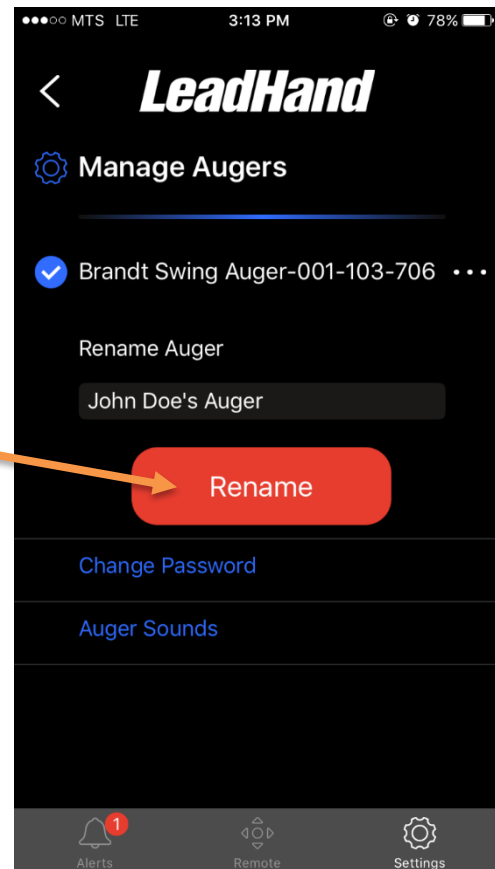 MTS LTE 3:13 PM 78%
LeadHand
Manage Augers
Brandt Swing Auger-001-103-706
Rename Auger
John Doe's Auger
Rename
Change Password
Auger Sounds
1
Alerts Remote Settings